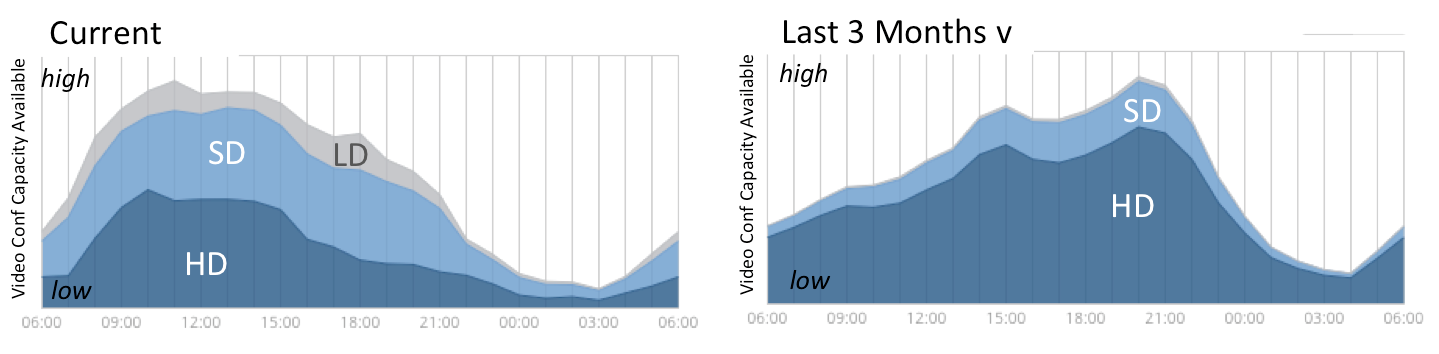 Current
Video Conf Capacity Available
high
SD
LD
HD
low
06:00 09:00 12:00 15:00 18:00 21:00 00:00 03:00 06:00
Last 3 Months v
Video Conf Capacity Available
high
SD
HD
low
06:00 09:00 12:00 15:00 18:00 21:00 00:00 03:00 06:00